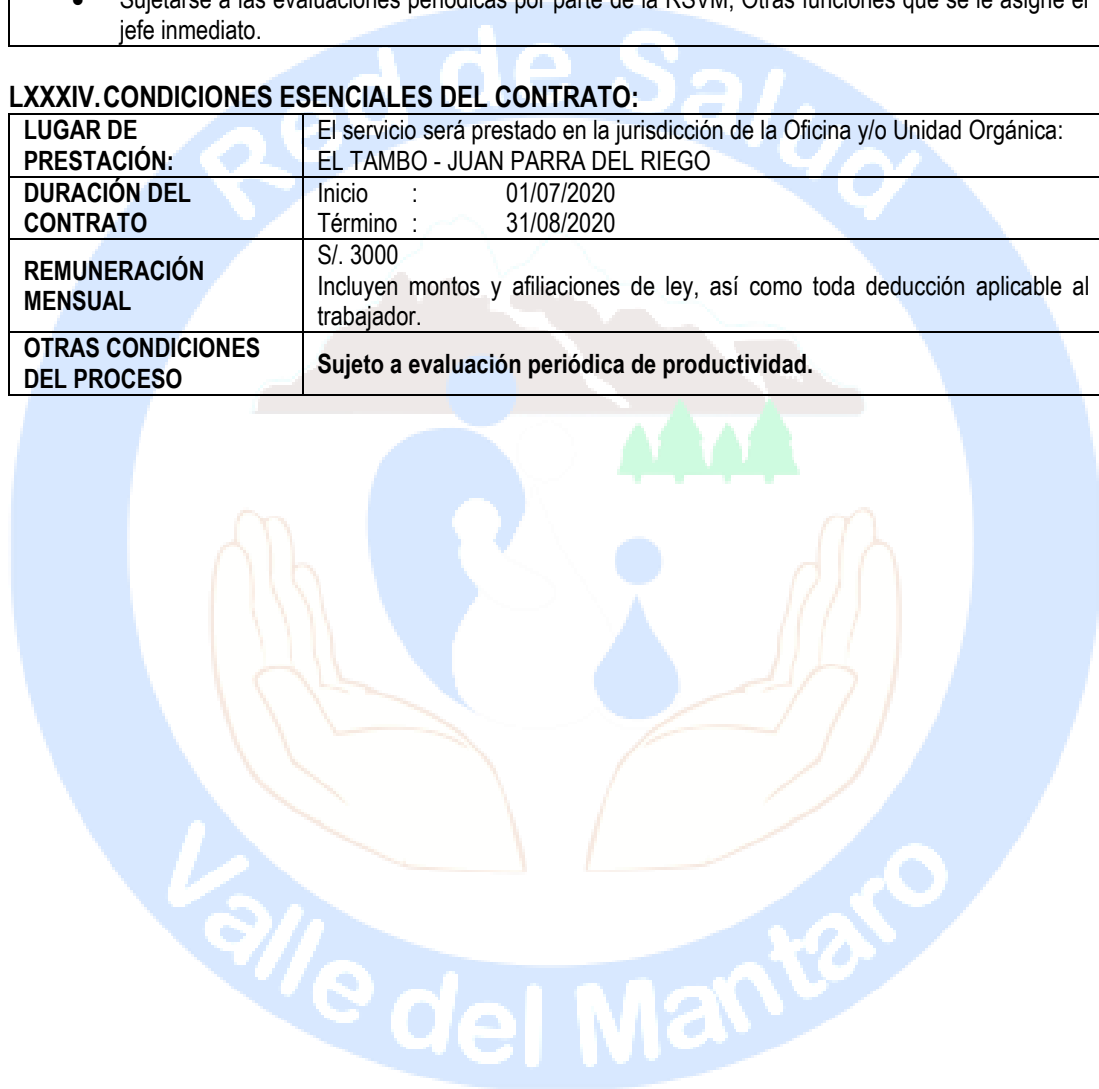 ● Sujetarse a las evaluaciones periódicas por parte de la RSVM, Otras funciones que se le asigne el
jefe inmediato.
LXXXIV. CONDICIONES ESENCIALES DEL CONTRATO:
LUGAR DE PRESTACIÓN:
El servicio será prestado en la jurisdicción de la Oficina y/o Unidad Orgánica:
EL TAMBO - JUAN PARRA DEL RIEGO
DURACIÓN DEL CONTRATO
Inicio : 01/07/2020
Término : 31/08/2020
REMUNERACIÓN MENSUAL
S/. 3000
Incluyen montos y afiliaciones de ley, así como toda deducción aplicable al
trabajador.
OTRAS CONDICIONES DEL PROCESO
Sujeto a evaluación periódica de productividad.
Red de Salud
Valle del Mantaro